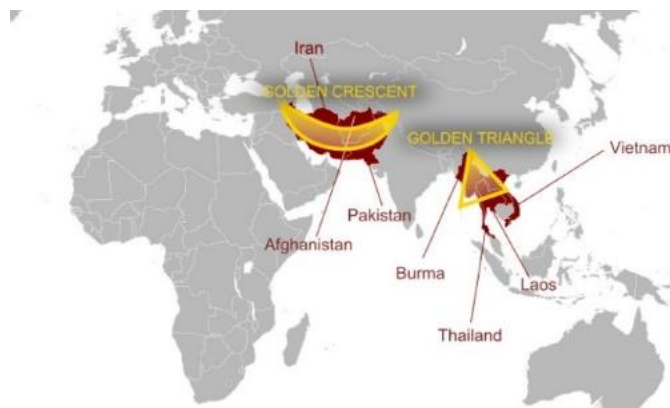 Iran
GOLDEN CRESCENT
GOLDEN TRIANGLE
Vietnam
Pakistan
Afghanistan
Burma
Laos
Thailand